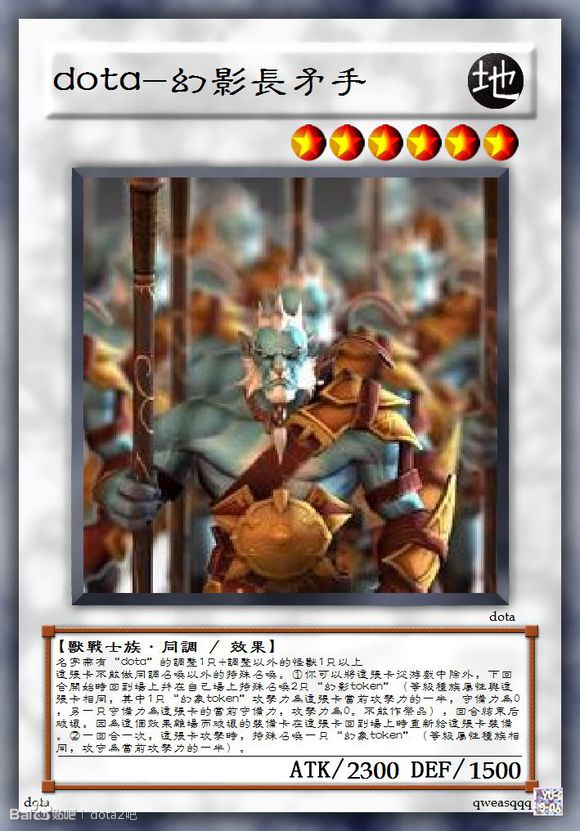 dota-幻影長矛手
地
dota
【獸戰士族·同調 / 效果】
名字帶有“dota”的調整1只+調整以外的怪獸1只以上
這張卡不能做同調召喚以外的特殊召喚。①你可以將這張卡從游戲中除外，下回
合開始時回到場上并在自己場上特殊召喚2只“幻影token”（等級種族屬性與這
張卡相同，其中1只“幻象token”攻擊力為這張卡當前攻擊力的一半，守備力為0
，另一只守備力為這張卡的當前守備力，攻擊力為0。不能作祭品），回合結束后
破壞。因為這個效果離場而破壞的裝備卡在這張卡回到場上時重新給這張卡裝備
。②一回合一次，這張卡攻擊時，特殊召喚一只“幻象token”（等級屬性種族相
同，攻守為當前攻擊力的一半）。
ATK/2300 DEF/1500
dota
qweasqqq
Bai 贴吧 | dota2吧